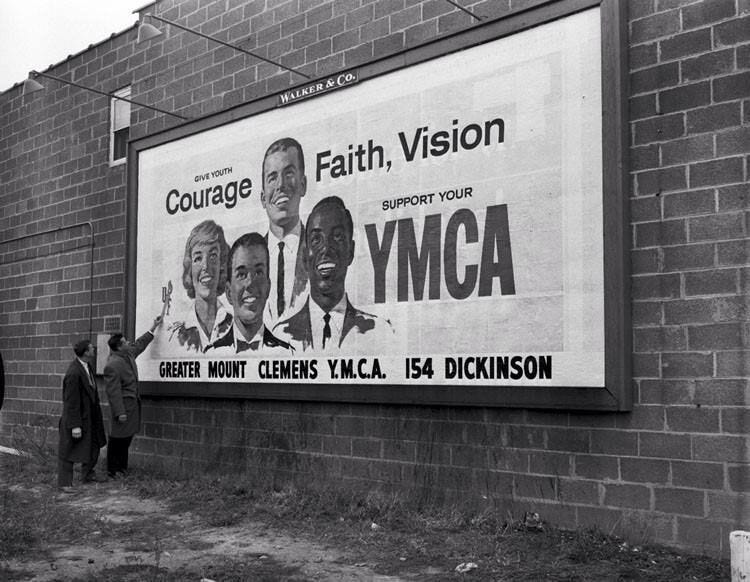 WALKER & CO.
GIVE YOUTH
Courage
Faith, Vision
SUPPORT YOUR
YMCA
GREATER MOUNT CLEMENS Y.M.C.A. 154 DICKINSON